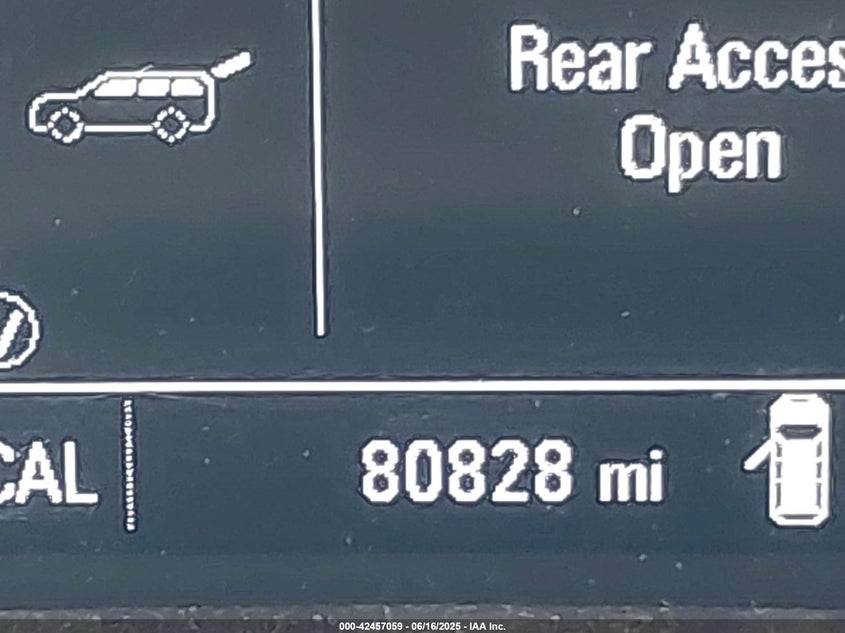 Rear Acces
Open
CAL
80828 mi
000-42457059 - 06/16/2025 - IAA Inc.